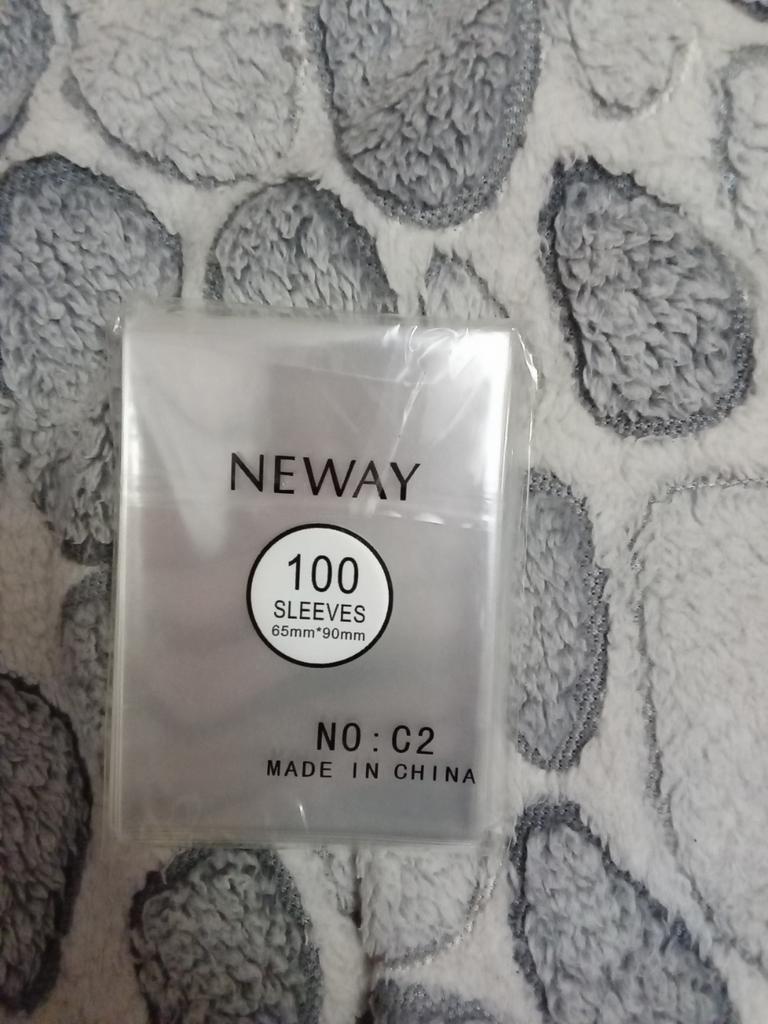 NEWAY
100
SLEEVES
65mm*90mm
NO:C2
MADE IN CHINA